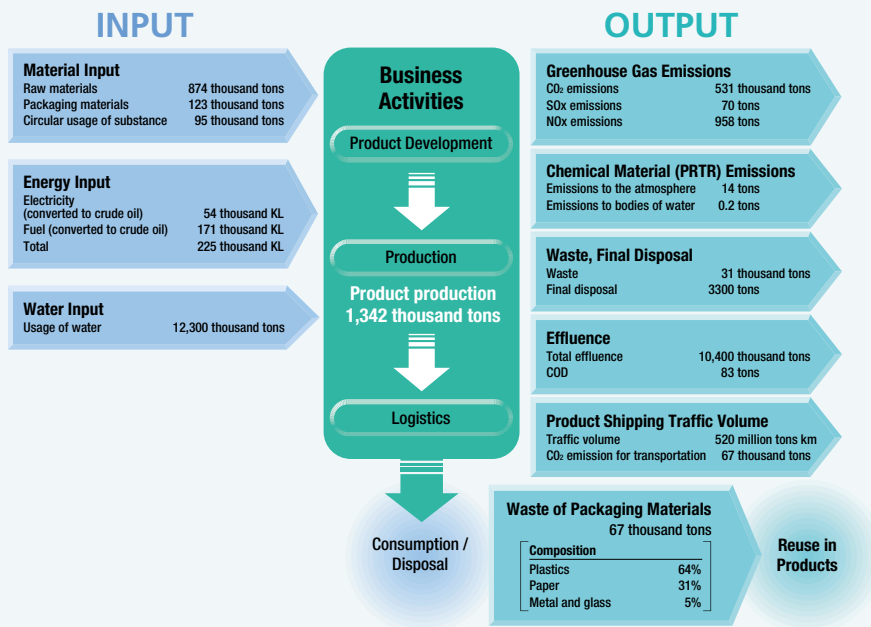 INPUT
Material Input
Raw materials 874 thousand tons
Packaging materials 123 thousand tons
Circular usage of substance 95 thousand tons
Energy Input
Electricity
(converted to crude oil) 54 thousand KL
Fuel (converted to crude oil) 171 thousand KL
Total 225 thousand KL
Water Input
Usage of water 12,300 thousand tons
Business
Activities
Product Development
Production
Product production
1,342 thousand tons
Logistics
Consumption /
Disposal
OUTPUT
Greenhouse Gas Emissions
CO₂ emissions 531 thousand tons
SOx emissions 70 tons
NOx emissions 958 tons
Chemical Material (PRTR) Emissions
Emissions to the atmosphere 14 tons
Emissions to bodies of water 0.2 tons
Waste, Final Disposal
Waste 31 thousand tons
Final disposal 3300 tons
Effluence
Total effluence 10,400 thousand tons
COD 83 tons
Product Shipping Traffic Volume
Traffic volume 520 million tons km
CO₂ emission for transportation 67 thousand tons
Waste of Packaging Materials
67 thousand tons
Composition
Plastics 64%
Paper 31%
Metal and glass 5%
Reuse in
Products